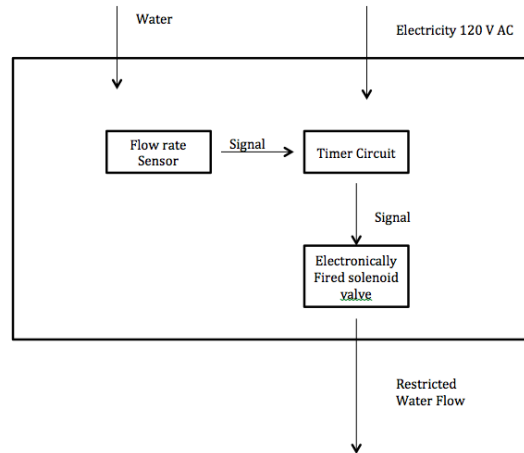 Water
Electricity 120 V AC
Flow rate
Sensor
Signal
Timer Circuit
Signal
Electronically
Fired solenoid
valve
Restricted
Water Flow